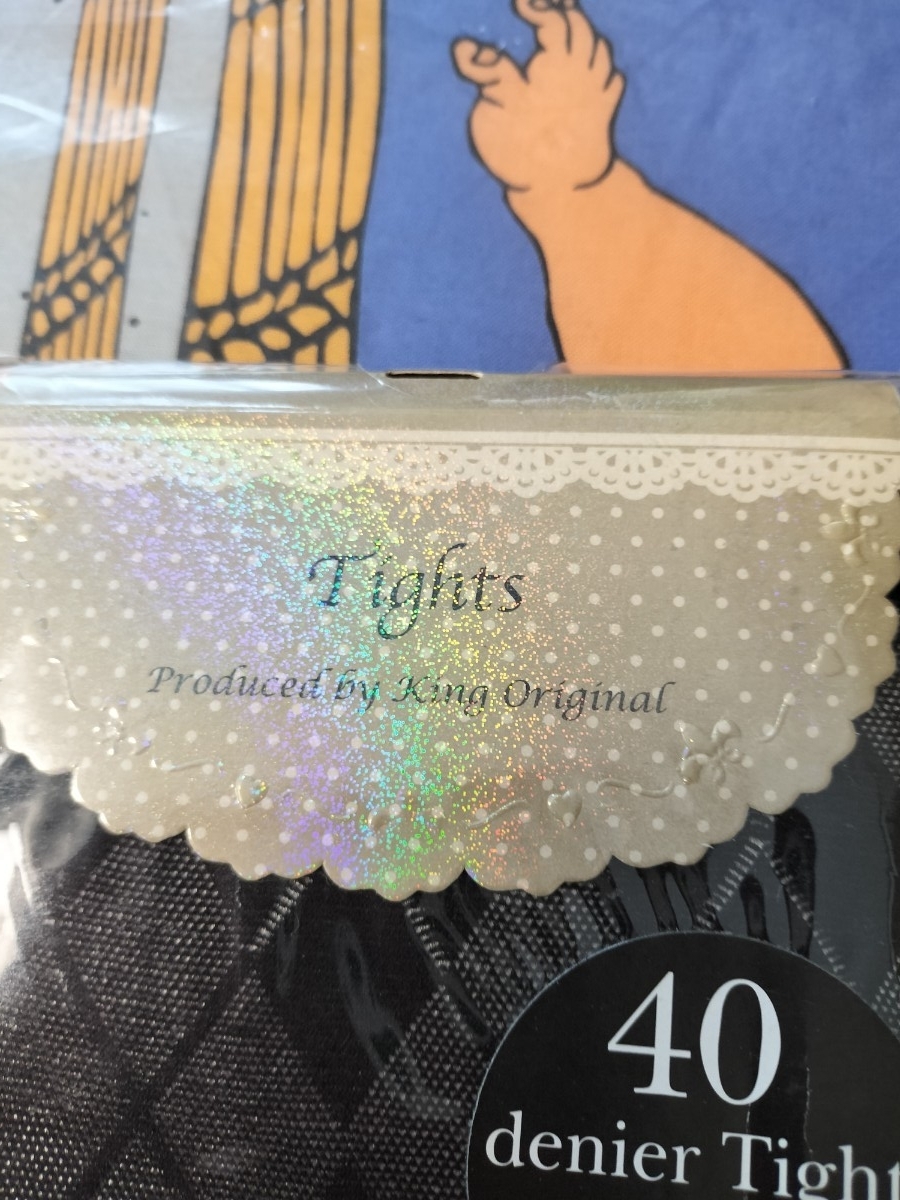 Tights
Produced by King Original
40
denier Tight